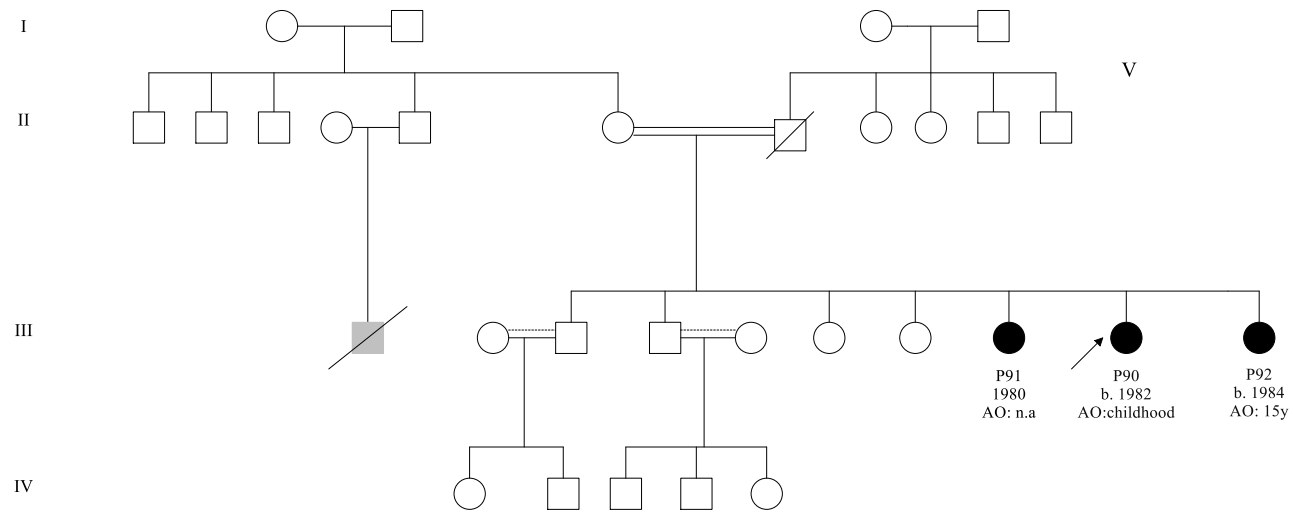 I
V
II
III
P91
1980
AO: n.a
P90
b. 1982
AO:childhood
P92
b. 1984
AO: 15y
IV